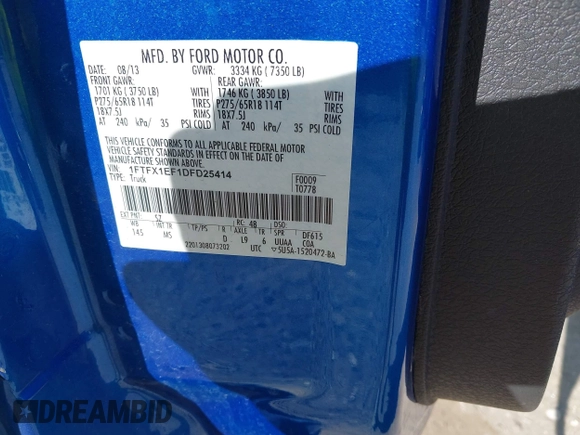 MFD. BY FORD MOTOR CO.
DATE: 08/13 GVWR: 3334 KG ( 7350 LB)
FRONT GAWR: REAR GAWR:
1701 KG ( 3750 LB) WITH 1746 KG ( 3850 LB) WITH
P275/65R18 114T TIRES P275/65R18 114T TIRES
18X7.5J RIMS 18X7.5J RIMS
AT 240 kPa/ 35 PSI COLD AT 240 kPa/ 35 PSI COLD
THIS VEHICLE CONFORMS TO ALL APPLICABLE FEDERAL MOTOR
VEHICLE SAFETY STANDARDS IN EFFECT ON THE DATE OF
MANUFACTURE SHOWN ABOVE.
VIN: 1FTFX1EF1DFD25414
TYPE: Truck
F0009
T0778
EXT PNT: SZ RC: 48 DSO:
WB INT TR TP/PS R AXLE TR SPR DF615
145 MS D L9 6 UUAA COA
2201308073202 UTC 5U5A-1520472-BA
DREAMBID